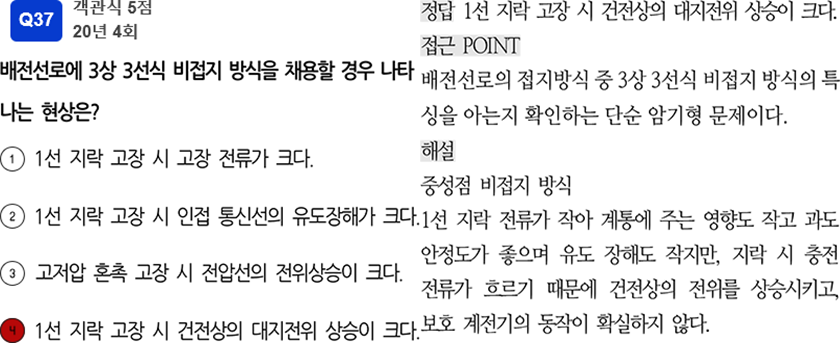 Q37
객관식 5점
20년 4회
배전선로에 3상 3선식 비접지 방식을 채용할 경우 나타
나는 현상은?
① 1선 지락 고장 시 고장 전류가 크다.
② 1선 지락 고장 시 인접 통신선의 유도장해가 크다.
③ 고저압 혼촉 고장 시 전압선의 전위상승이 크다.
④ 1선 지락 고장 시 건전상의 대지전위 상승이 크다.
정답 1선 지락 고장 시 건전상의 대지전위 상승이 크다.
접근 POINT
배전선로의 접지방식 중 3상 3선식 비접지 방식의 특
싱을 아는지 확인하는 단순 암기형 문제이다.
해설
중성점 비접지 방식
1선 지락 전류가 작아 계통에 주는 영향도 작고 과도
안정도가 좋으며 유도 장해도 작지만, 지락 시 충전
전류가 흐르기 때문에 건전상의 전위를 상승시키고,
보호 계전기의 동작이 확실하지 않다.